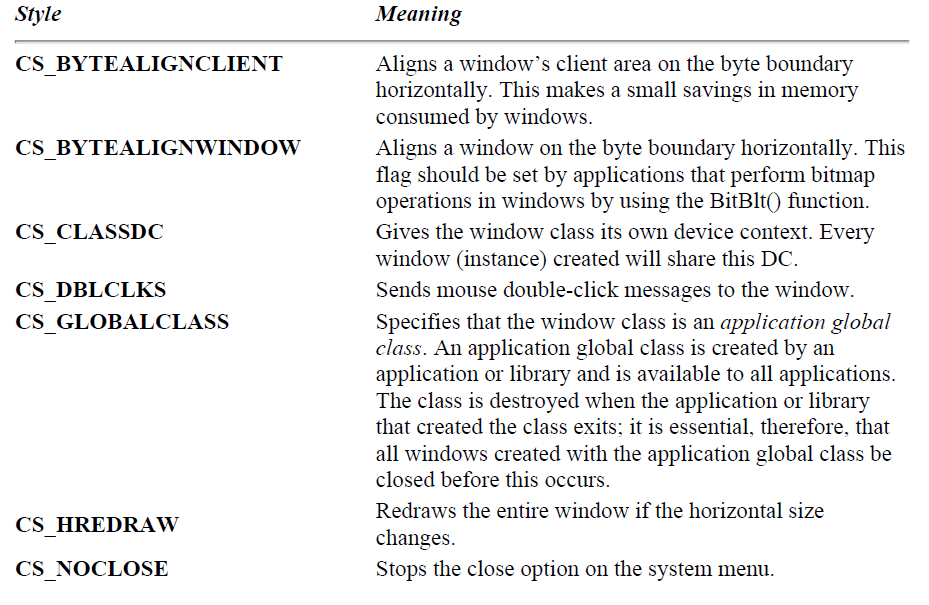 Style Meaning
CS_BYTEALIGNCLIENT Aligns a window’s client area on the byte boundary
horizontally. This makes a small savings in memory
consumed by windows.
CS_BYTEALIGNWINDOW Aligns a window on the byte boundary horizontally. This
flag should be set by applications that perform bitmap
operations in windows by using the BitBlt() function.
CS_CLASSDC Gives the window class its own device context. Every
window (instance) created will share this DC.
CS_DBLCLKS Sends mouse double-click messages to the window.
CS_GLOBALCLASS Specifies that the window class is an application global
class. An application global class is created by an
application or library and is available to all applications.
The class is destroyed when the application or library
that created the class exits; it is essential, therefore, that
all windows created with the application global class be
closed before this occurs.
CS_HREDRAW Redraws the entire window if the horizontal size
changes.
CS_NOCLOSE Stops the close option on the system menu.